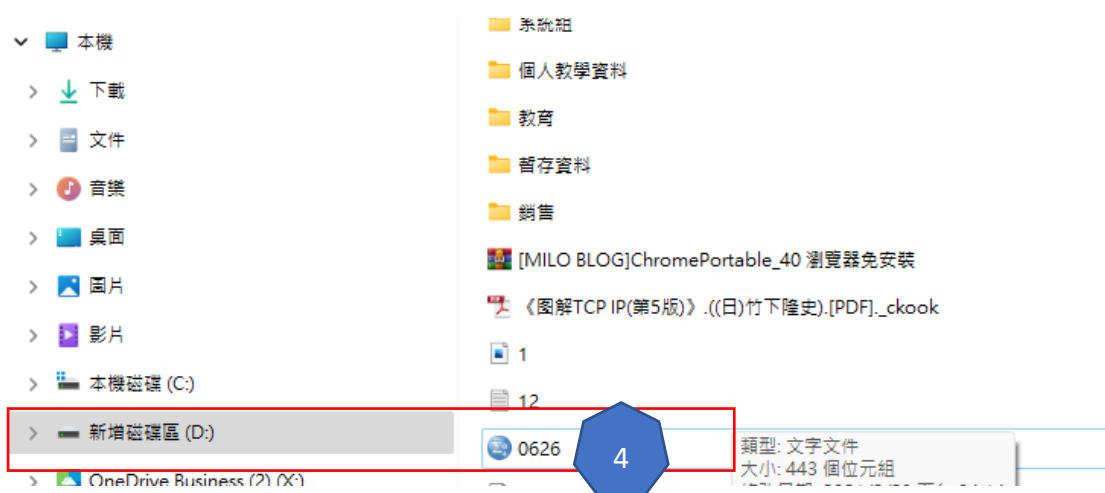 本機
下載
文件
音樂
桌面
圖片
影片
本機磁碟 (C:)
新增磁碟區 (D:)
OneDrive Business (2) (X:)
系統組
個人教學資料
教育
暫存資料
銷售
[MILO BLOG]ChromePortable_40 瀏覽器免安裝
《图解TCP IP(第5版)》.((日)竹下隆史).[PDF]._ckook
1
12
0626
4
類型: 文字文件
大小: 443 個位元組